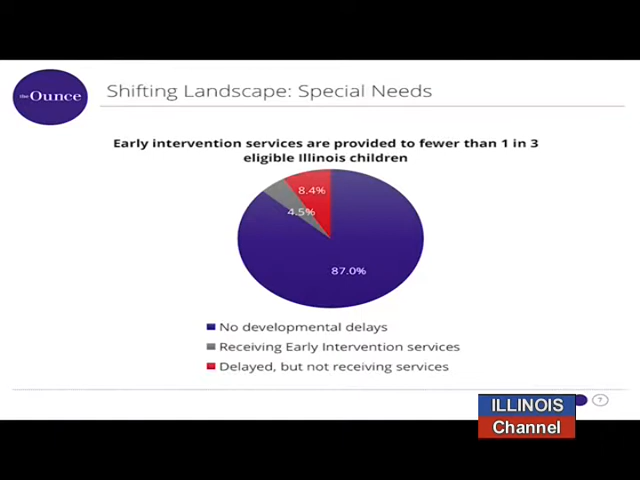 the Ounce
Shifting Landscape: Special Needs
Early intervention services are provided to fewer than 1 in 3
eligible Illinois children
8.4%
4.5%
87.0%
No developmental delays
Receiving Early Intervention services
Delayed, but not receiving services
7
ILLINOIS
Channel